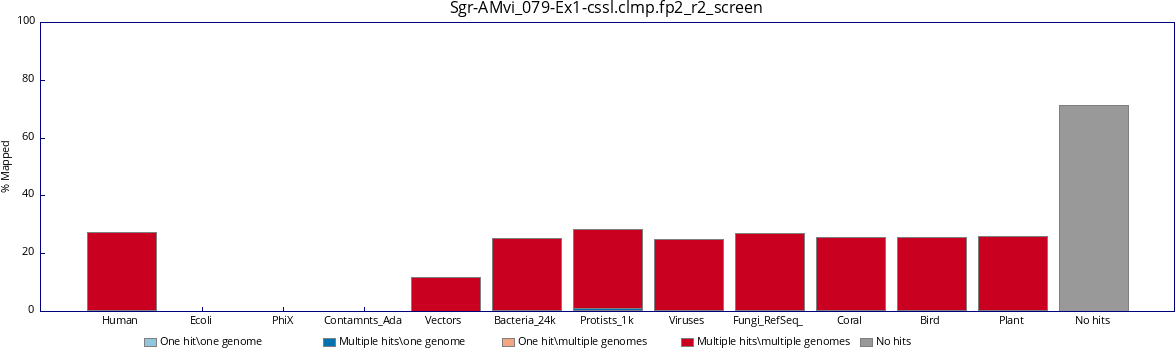 Sgr-AMvi_079-Ex1-cssl.clmp.fp2_r2_screen
% Mapped
100
80
60
40
20
0
Human Ecoli PhiX Contamnts_Ada Vectors Bacteria_24k Protists_1k Viruses Fungi_RefSeq_ Coral Bird Plant No hits
One hit\one genome Multiple hits\one genome One hit\multiple genomes Multiple hits\multiple genomes No hits